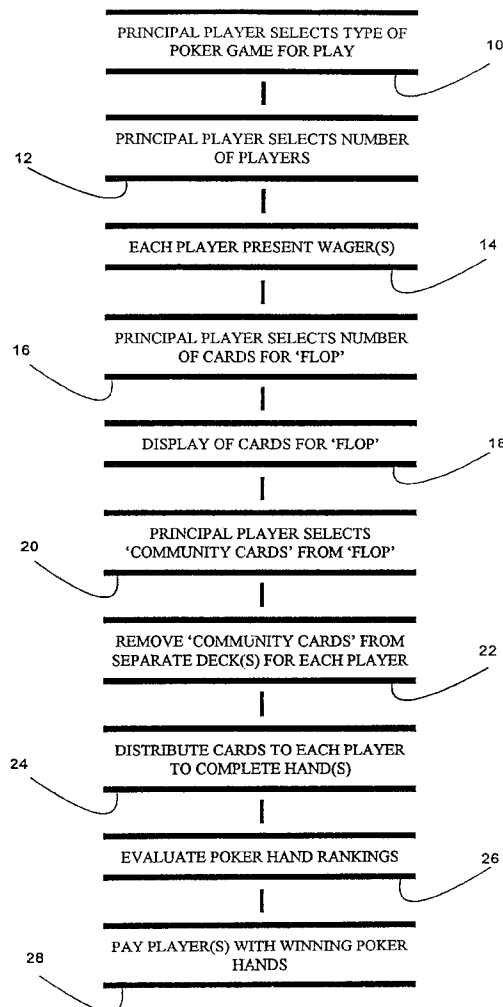 PRINCIPAL PLAYER SELECTS TYPE OF
POKER GAME FOR PLAY
10
PRINCIPAL PLAYER SELECTS NUMBER
OF PLAYERS
12
EACH PLAYER PRESENT WAGER(S)
14
PRINCIPAL PLAYER SELECTS NUMBER
OF CARDS FOR 'FLOP'
16
DISPLAY OF CARDS FOR 'FLOP'
18
PRINCIPAL PLAYER SELECTS
'COMMUNITY CARDS' FROM 'FLOP'
20
REMOVE 'COMMUNITY CARDS' FROM
SEPARATE DECK(S) FOR EACH PLAYER
22
DISTRIBUTE CARDS TO EACH PLAYER
TO COMPLETE HAND(S)
24
EVALUATE POKER HAND RANKINGS
26
PAY PLAYER(S) WITH WINNING POKER
HANDS
28